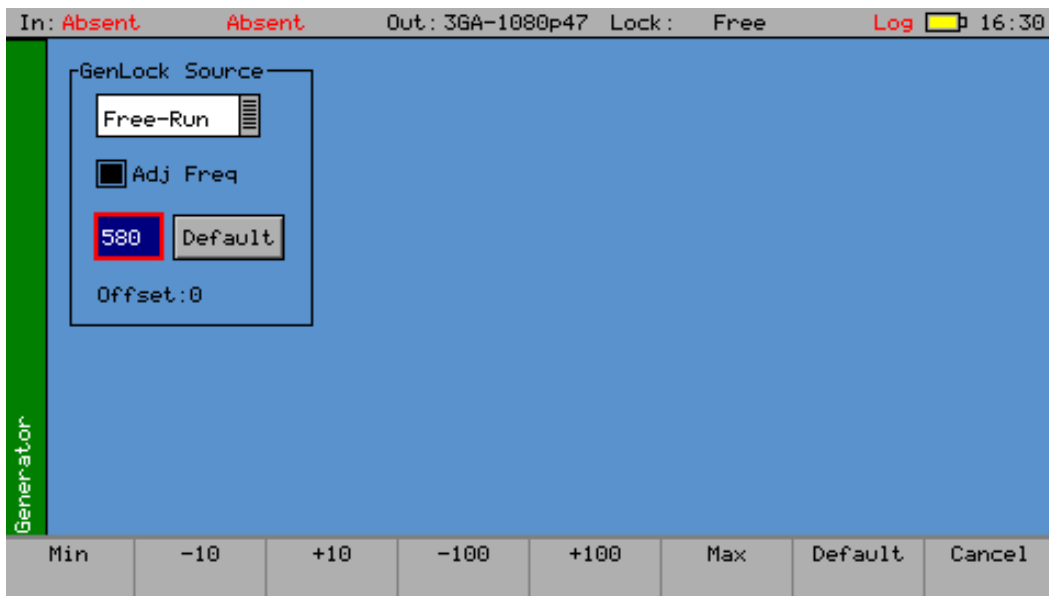 In: Absent Absent Out: 3GA-1080p47 Lock: Free Log 16:30
GenLock Source
Free-Run
Adj Freq
580 Default
Offset:0
Generator
Min -10 +10 -100 +100 Max Default Cancel